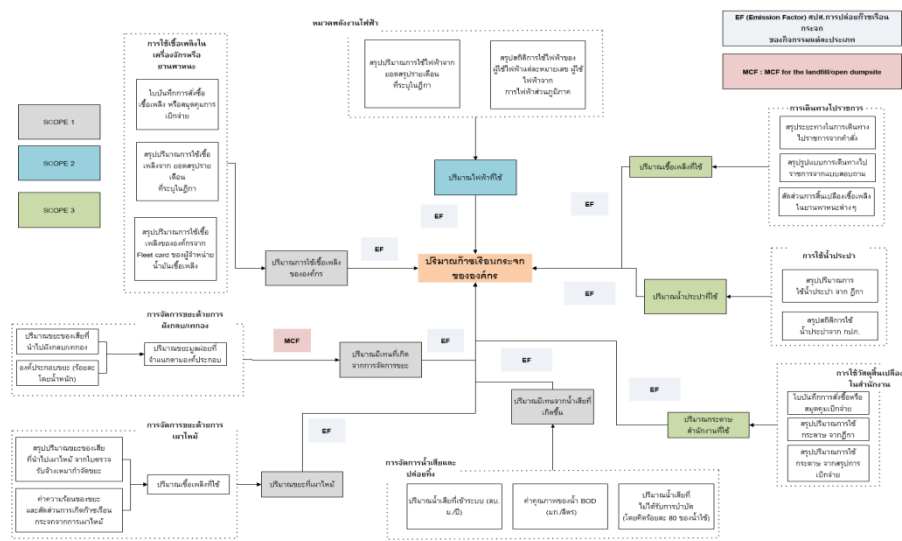 หมวดพลังงานไฟฟ้า
สรุปปริมาณการใช้ไฟฟ้าจาก
ยอดสรุปรายเดือน
ที่ระบุในฎีกา
สรุปสถิติการใช้ไฟฟ้าของ
ผู้ใช้ไฟฟ้าแต่ละหมายเลข ผู้ใช้
ไฟฟ้าจาก
การไฟฟ้าส่วนภูมิภาค
EF (Emission Factor) สปส.การปล่อยก๊าซเรือน
กระจก
ของกิจกรรมแต่ละประเภท
MCF : MCF for the landfill/open dumpsite
SCOPE 1
SCOPE 2
SCOPE 3
การใช้เชื้อเพลิงใน
เครื่องจักรหรือ
ยานพาหนะ
ใบบันทึกการสั่งซื้อ
เชื้อเพลิง หรือสมุดคุมการ
เบิกจ่าย
สรุปปริมาณการใช้เชื้อ
เพลิงจาก ยอดสรุปราย
เดือน
ที่ระบุในฎีกา
สรุปปริมาณการใช้เชื้อ
เพลิงขององค์กรจาก
Fleet card ของผู้จำหน่าย
น้ำมันเชื้อเพลิง
ปริมาณการใช้เชื้อเพลิง
ขององค์กร
EF
ปริมาณไฟฟ้าที่ใช้
EF
ปริมาณก๊าซเรือนกระจก
ขององค์กร
การเดินทางไปราชการ
สรุประยะทางในการเดินทาง
ไปราชการจากคำสั่ง
สรุปรูปแบบการเดินทางไป
ราชการจากแบบสอบถาม
สัดส่วนการสิ้นเปลืองเชื้อเพลิง
ในยานพาหนะต่างๆ
ปริมาณเชื้อเพลิงที่ใช้
EF
การใช้น้ำประปา
สรุปปริมาณการ
ใช้น้ำประปา จาก ฎีกา
สรุปสถิติการใช้
น้ำประปาจาก กปภ.
ปริมาณน้ำประปาที่ใช้
EF
การจัดการขยะด้วยการ
ฝังกลบ/เทกอง
ปริมาณขยะของเสียที่
นำไปฝังกลบ/เทกอง
องค์ประกอบขยะ (ร้อยละ
โดยน้ำหนัก)
ปริมาณขยะมูลฝอยที่
จำแนกตามองค์ประกอบ
MCF
ปริมาณมีเทนที่เกิด
จากการจัดการขยะ
EF
EF
ปริมาณมีเทนจากน้ำเสียที่
เกิดขึ้น
EF
การใช้วัสดุสิ้นเปลือง
ในสำนักงาน
ใบบันทึกการสั่งซื้อหรือ
สมุดคุมเบิกจ่าย
สรุปปริมาณการใช้
กระดาษ จากฎีกา
สรุปปริมาณการใช้
กระดาษ จากสรุปการ
เบิกจ่าย
ปริมาณกระดาษ
สำนักงานที่ใช้
การจัดการขยะด้วยการ
เผาไหม้
สรุปปริมาณขยะของเสีย
ที่นำไปเผาไหม้ จากใบตรวจ
รับจ้างเหมากำจัดขยะ
ค่าความร้อนของขยะ
และสัดส่วนการเกิดก๊าซเรือน
กระจกจากการเผาไหม้
ปริมาณเชื้อเพลิงที่ใช้
ปริมาณขยะที่เผาไหม้
EF
การจัดการน้ำเสียและ
ปล่อยทิ้ง
ปริมาณน้ำเสียที่เข้าระบบ (ลบ.
ม./ปี)
ค่าคุณภาพของน้ำ BOD
(มก./ลิตร)
ปริมาณน้ำเสียที่
ไม่ได้รับการบำบัด
(โดยคิดร้อยละ 80 ของน้ำใช้)